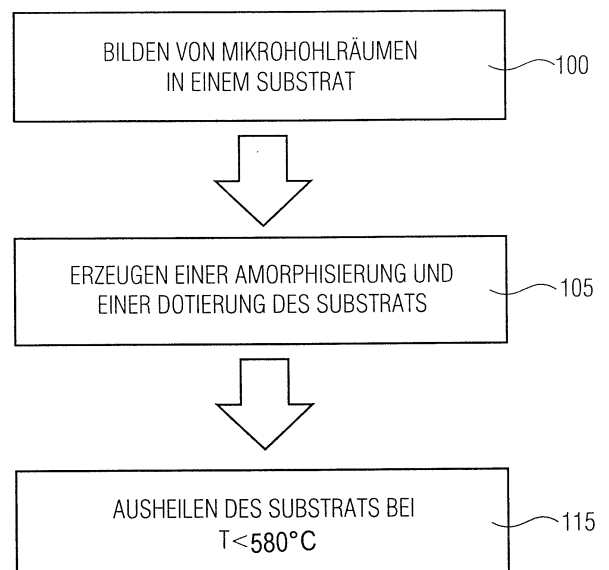 BILDEN VON MIKROHOHLRÄUMEN
IN EINEM SUBSTRAT
100
ERZEUGEN EINER AMORPHISIERUNG UND
EINER DOTIERUNG DES SUBSTRATS
105
AUSHEILEN DES SUBSTRATS BEI
T<580°C
115